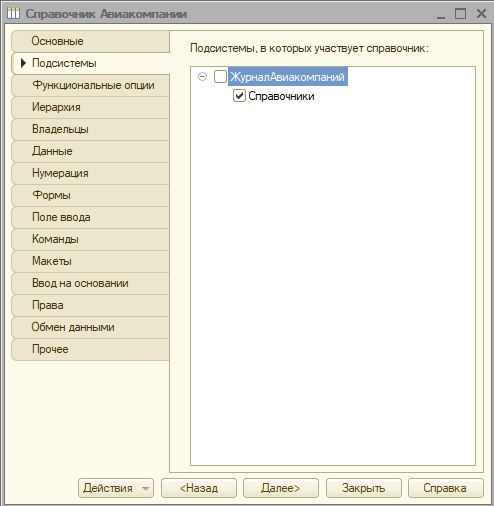 Справочник Авиакомпании
Основные
Подсистемы
Функциональные опции
Иерархия
Владельцы
Данные
Нумерация
Формы
Поле ввода
Команды
Макеты
Ввод на основании
Права
Обмен данными
Прочее
Подсистемы, в которых участвует справочник:
ЖурналАвиакомпаний
Справочники
Действия
<Назад
Далее>
Закрыть
Справка